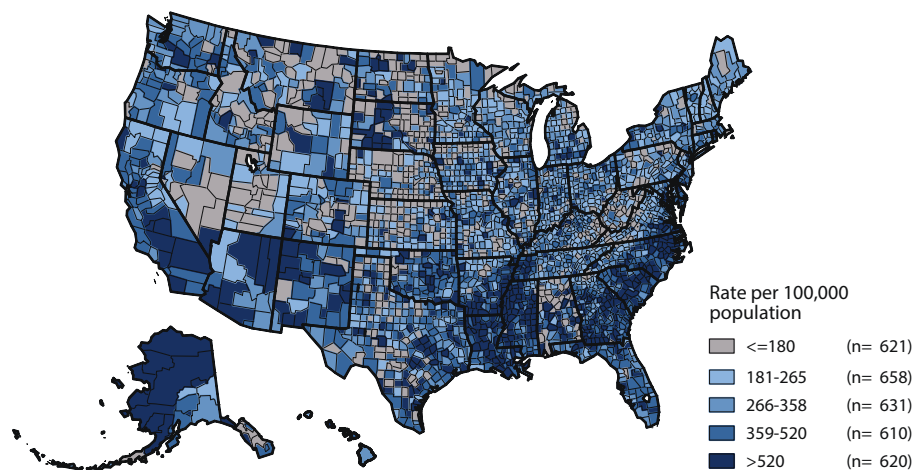 Rate per 100,000
population
<=180 (n= 621)
181-265 (n= 658)
266-358 (n= 631)
359-520 (n= 610)
>520 (n= 620)